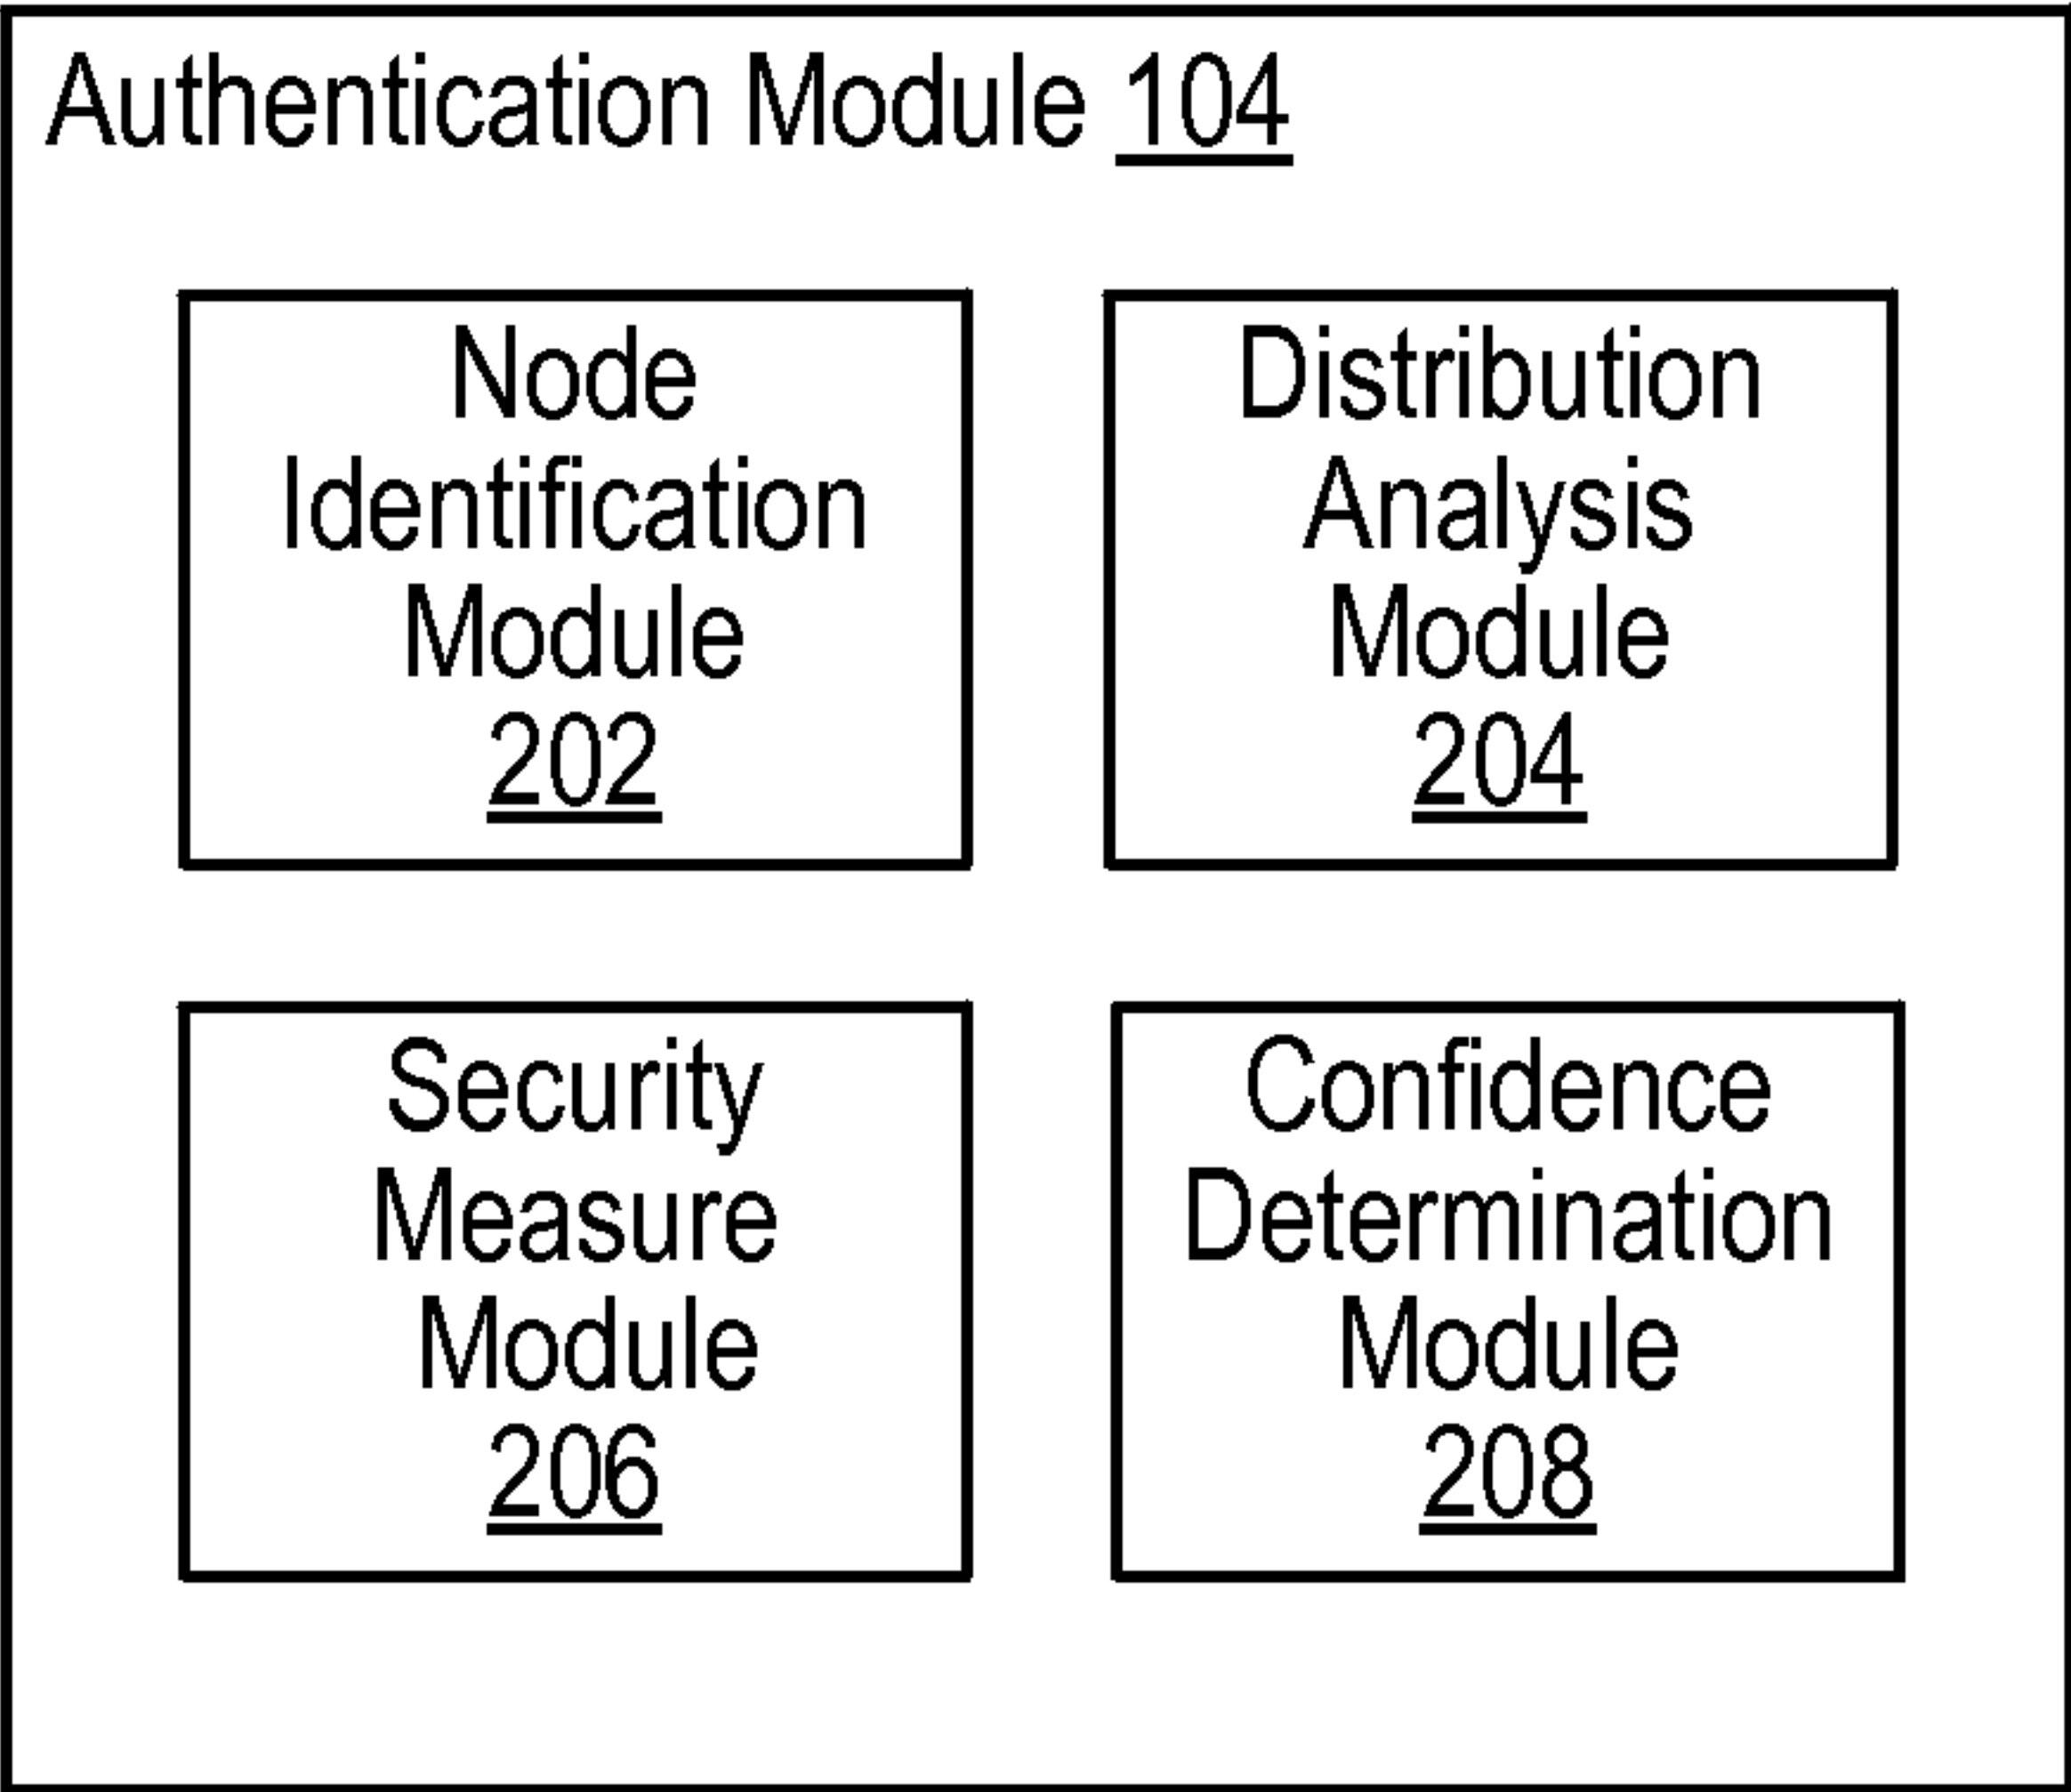 Authentication Module 104
Node
Identification
Module
202
Distribution
Analysis
Module
204
Security
Measure
Module
206
Confidence
Determination
Module
208